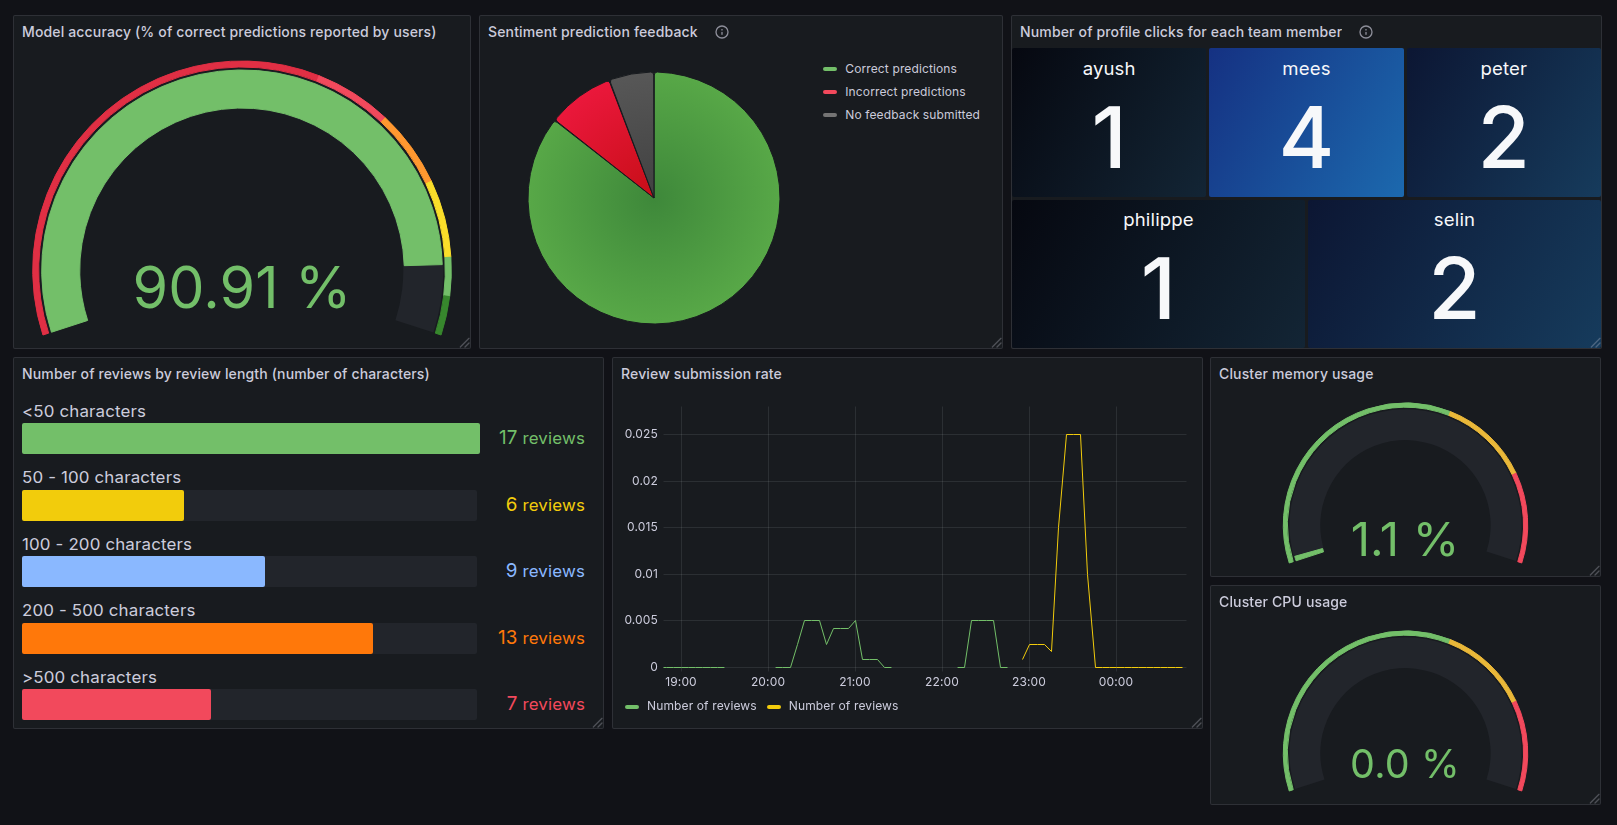 Model accuracy (% of correct predictions reported by users)
90.91 %
Sentiment prediction feedback
Correct predictions
Incorrect predictions
No feedback submitted
Number of profile clicks for each team member
ayush
1
mees
4
peter
2
philippe
1
selin
2
Number of reviews by review length (number of characters)
<50 characters
17 reviews
50 - 100 characters
6 reviews
100 - 200 characters
9 reviews
200 - 500 characters
13 reviews
>500 characters
7 reviews
Review submission rate
0.025
0.02
0.015
0.01
0.005
0
19:00 20:00 21:00 22:00 23:00 00:00
Number of reviews Number of reviews
Cluster memory usage
1.1 %
Cluster CPU usage
0.0 %